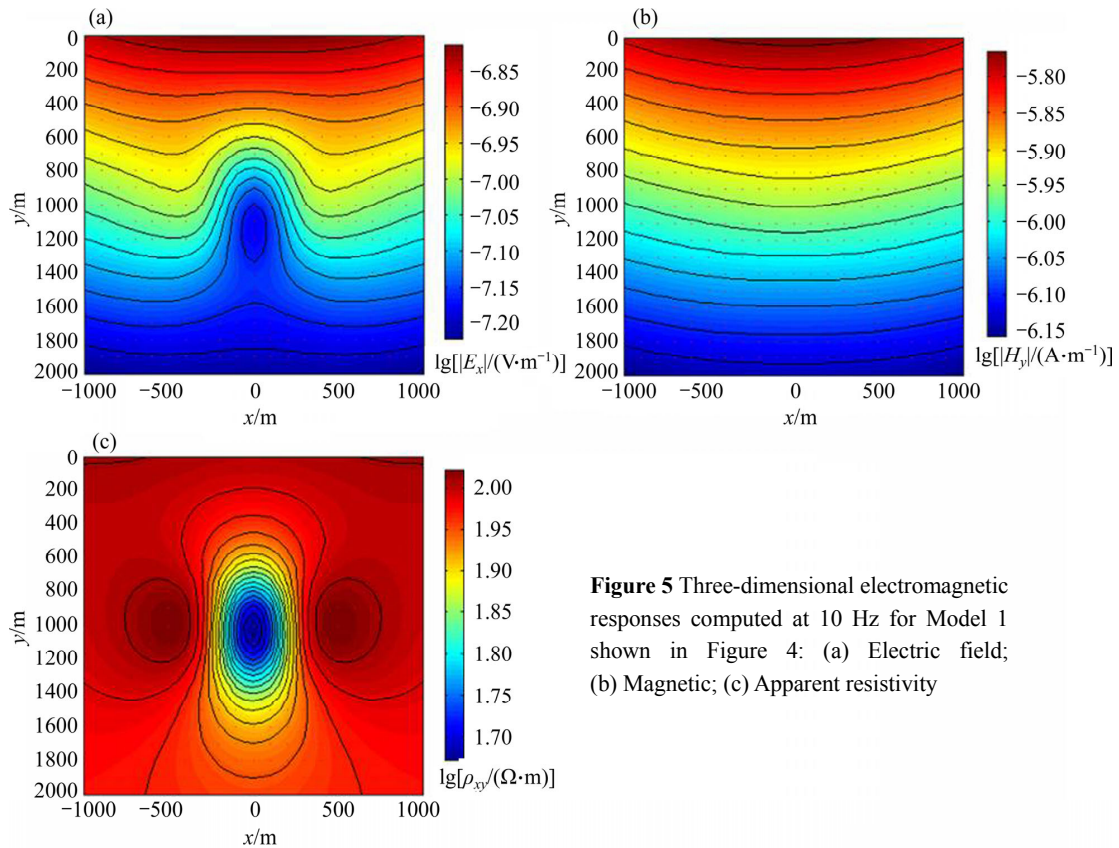 (a)
0
200
400
600
800
1000
1200
1400
1600
1800
2000
y/m
−1000 −500 0 500 1000
x/m
−6.85
−6.90
−6.95
−7.00
−7.05
−7.10
−7.15
−7.20
lg[|Eₓ|/(V·m⁻¹)]
(b)
0
200
400
600
800
1000
1200
1400
1600
1800
2000
y/m
−1000 −500 0 500 1000
x/m
−5.80
−5.85
−5.90
−5.95
−6.00
−6.05
−6.10
−6.15
lg[|H_y|/(A·m⁻¹)]
(c)
0
200
400
600
800
1000
1200
1400
1600
1800
2000
y/m
−1000 −500 0 500 1000
x/m
2.00
1.95
1.90
1.85
1.80
1.75
1.70
lg[ρ_xy/(Ω·m)]
Figure 5 Three-dimensional electromagnetic
responses computed at 10 Hz for Model 1
shown in Figure 4: (a) Electric field;
(b) Magnetic; (c) Apparent resistivity